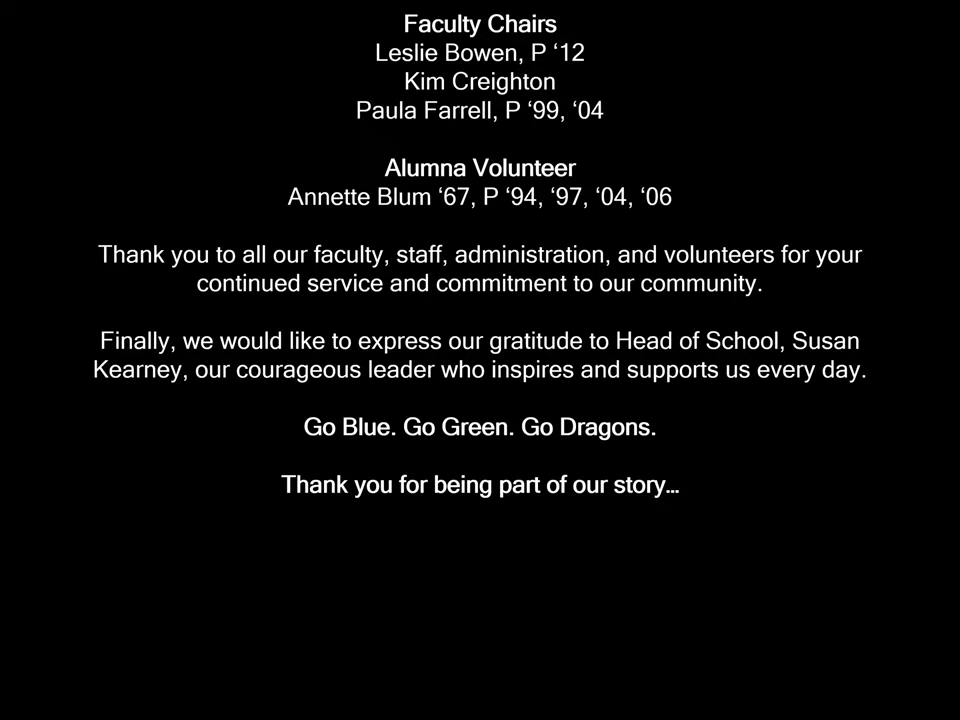 Faculty Chairs
Leslie Bowen, P ‘12
Kim Creighton
Paula Farrell, P ‘99, ‘04
Alumna Volunteer
Annette Blum ‘67, P ‘94, ‘97, ‘04, ‘06
Thank you to all our faculty, staff, administration, and volunteers for your
continued service and commitment to our community.
Finally, we would like to express our gratitude to Head of School, Susan
Kearney, our courageous leader who inspires and supports us every day.
Go Blue. Go Green. Go Dragons.
Thank you for being part of our story...